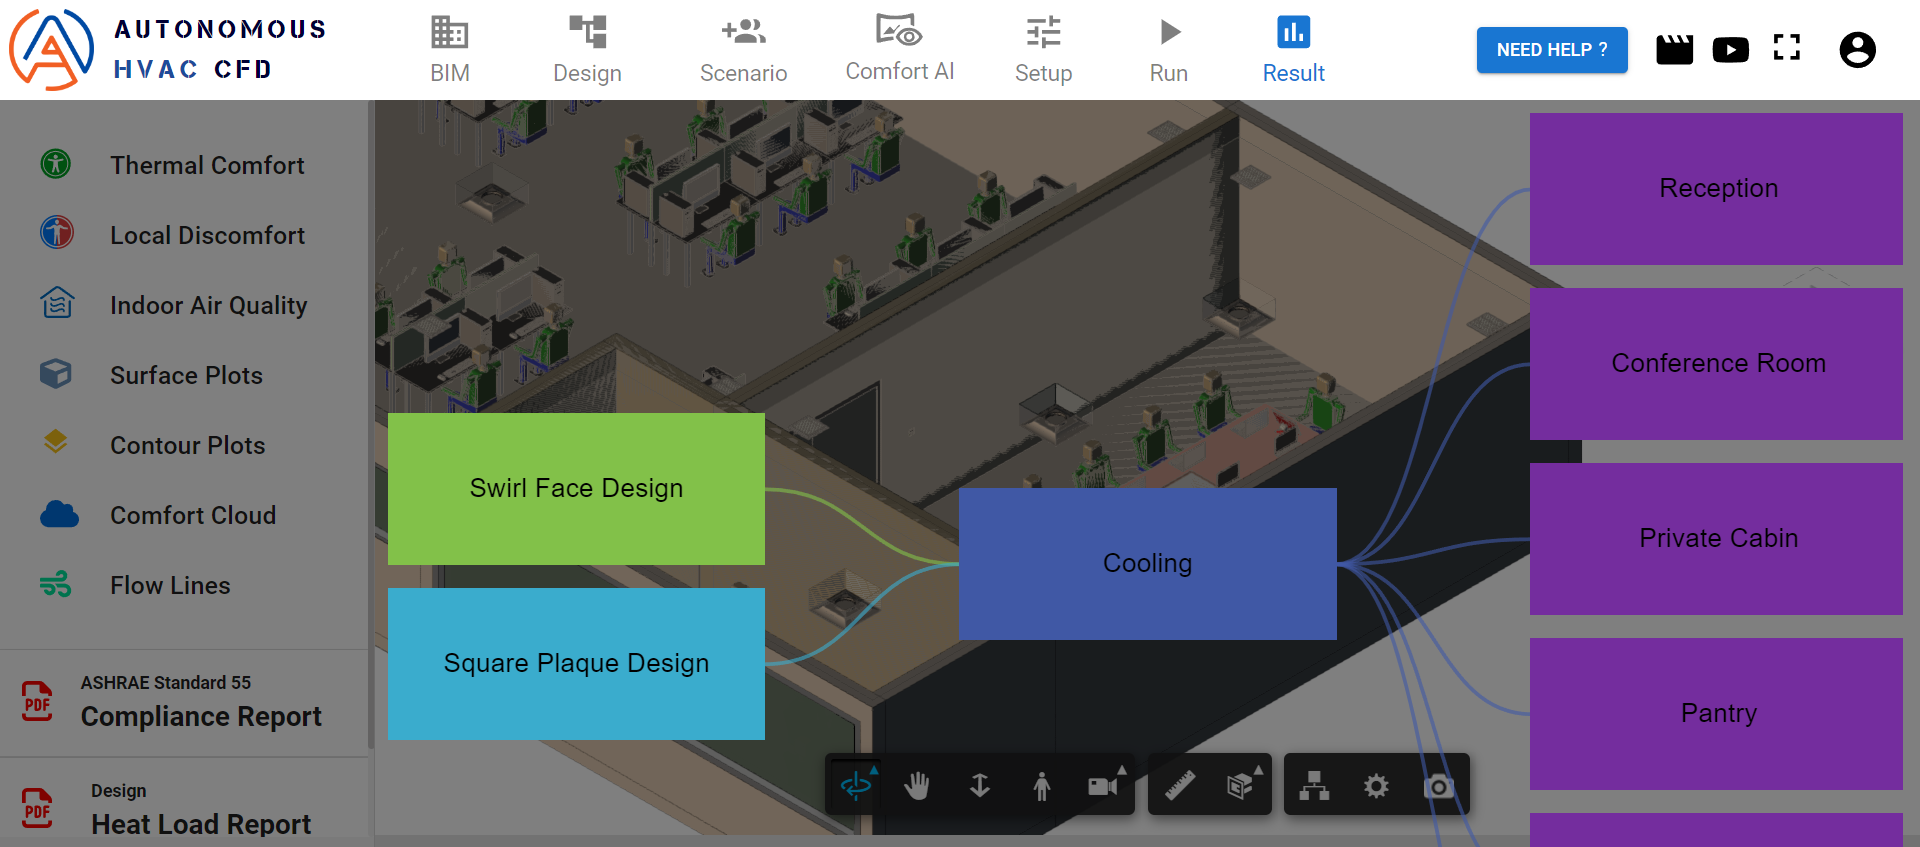 AUTONOMOUS
HVAC CFD
BIM
Design
Scenario
Comfort AI
Setup
Run
Result
NEED HELP ?
Thermal Comfort
Local Discomfort
Indoor Air Quality
Surface Plots
Contour Plots
Comfort Cloud
Flow Lines
ASHRAE Standard 55
PDF
Compliance Report
Design
PDF
Heat Load Report
Swirl Face Design
Square Plaque Design
Cooling
Reception
Conference Room
Private Cabin
Pantry